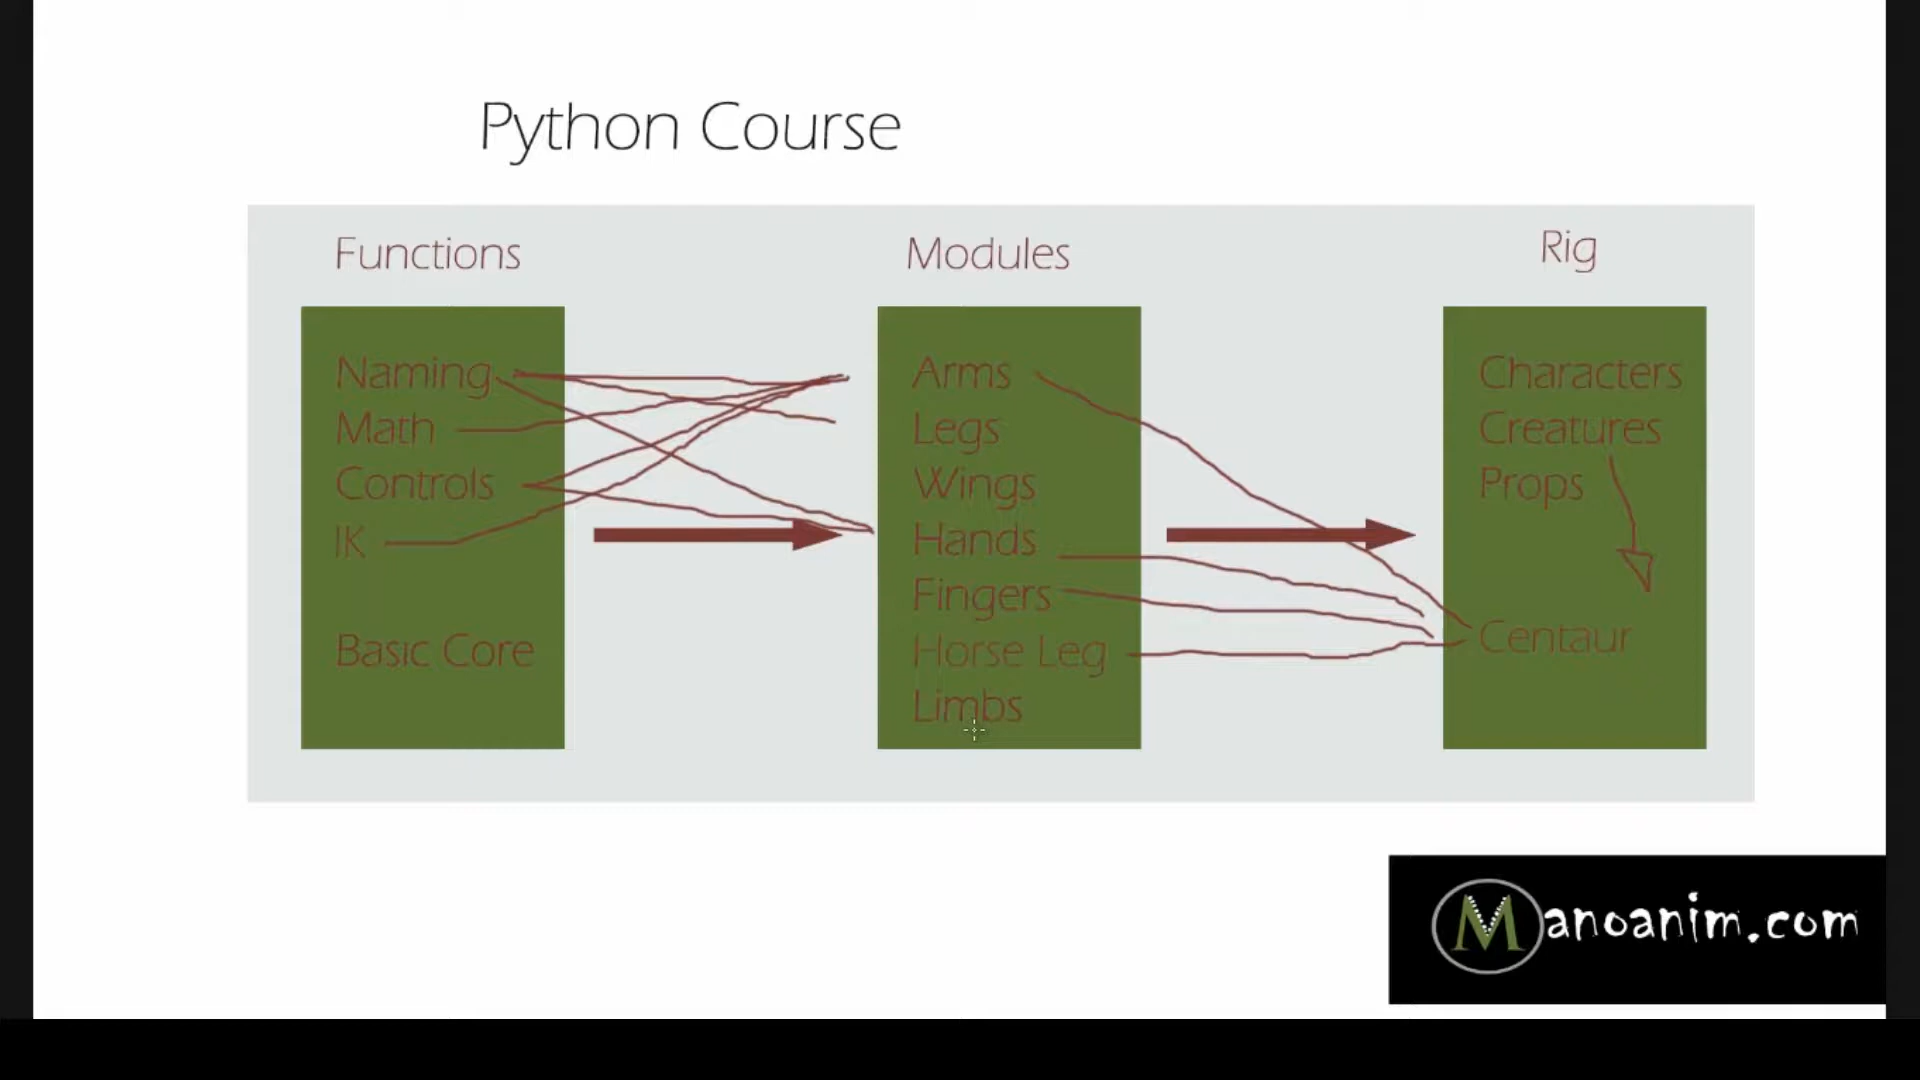 Python Course
Functions
Modules
Rig
Naming
Math
Controls
IK
Basic Core
Arms
Legs
Wings
Hands
Fingers
Horse Leg
Limbs
Characters
Creatures
Props
Centaur
Manoanim.com